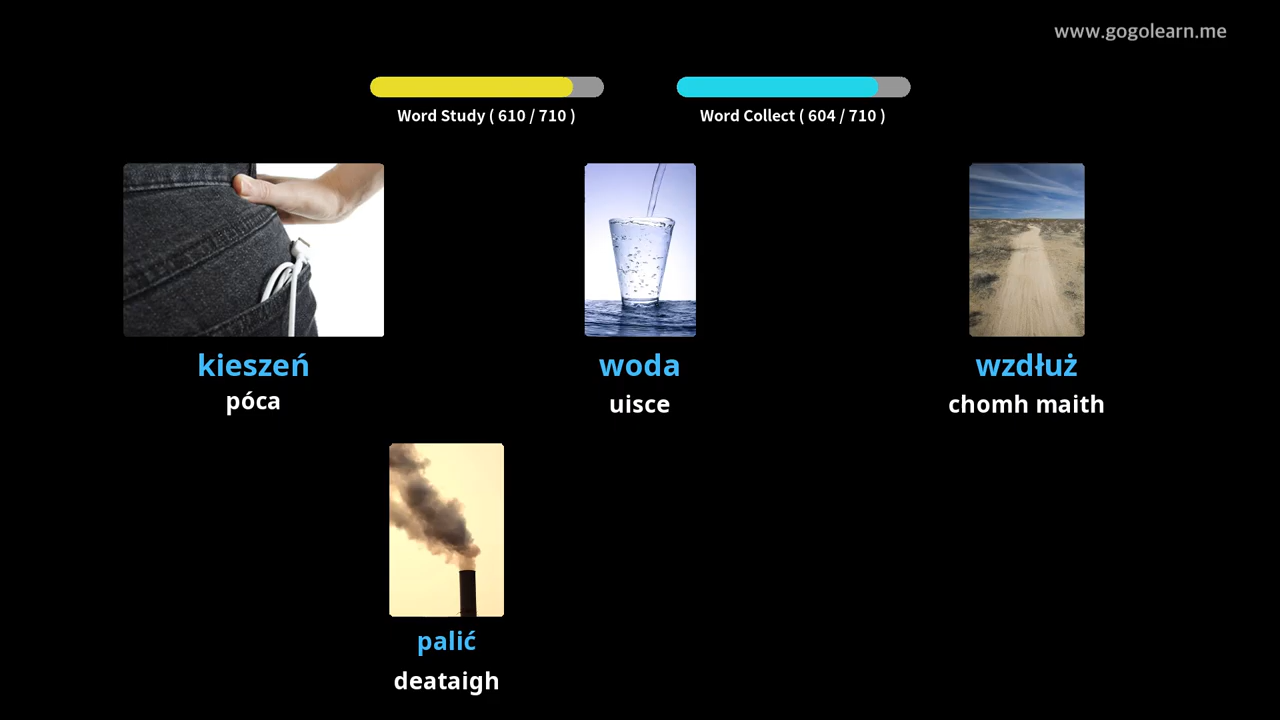 www.gogolearn.me
Word Study ( 610 / 710 )
Word Collect ( 604 / 710 )
kieszeń
póca
woda
uisce
wzdłuż
chomh maith
palić
deataigh